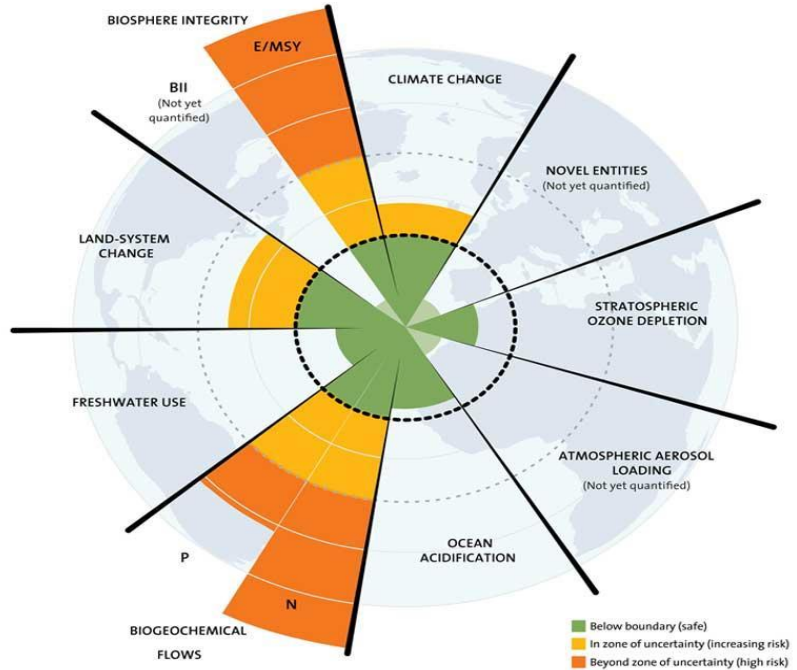 BIOSPHERE INTEGRITY
E/MSY
BII
(Not yet
quantified)
CLIMATE CHANGE
NOVEL ENTITIES
(Not yet quantified)
LAND-SYSTEM
CHANGE
STRATOSPHERIC
OZONE DEPLETION
FRESHWATER USE
ATMOSPHERIC AEROSOL
LOADING
(Not yet quantified)
OCEAN
ACIDIFICATION
P
N
BIOGEOCHEMICAL
FLOWS
Below boundary (safe)
In zone of uncertainty (increasing risk)
Beyond zone of uncertainty (high risk)